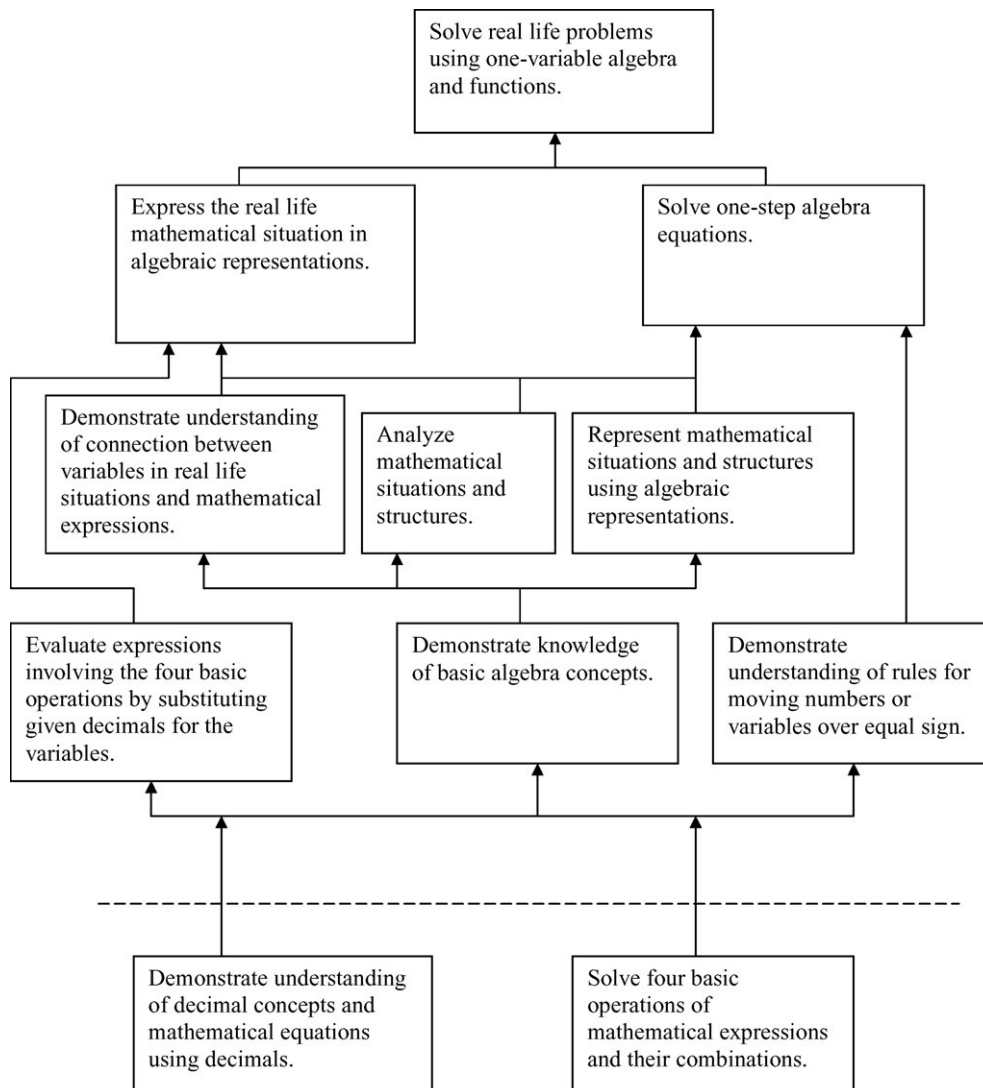 Solve real life problems
using one-variable algebra
and functions.
Express the real life
mathematical situation in
algebraic representations.
Solve one-step algebra
equations.
Demonstrate understanding
of connection between
variables in real life
situations and mathematical
expressions.
Analyze
mathematical
situations and
structures.
Represent mathematical
situations and structures
using algebraic
representations.
Evaluate expressions
involving the four basic
operations by substituting
given decimals for the
variables.
Demonstrate knowledge
of basic algebra concepts.
Demonstrate
understanding of rules for
moving numbers or
variables over equal sign.
Demonstrate understanding
of decimal concepts and
mathematical equations
using decimals.
Solve four basic
operations of
mathematical expressions
and their combinations.